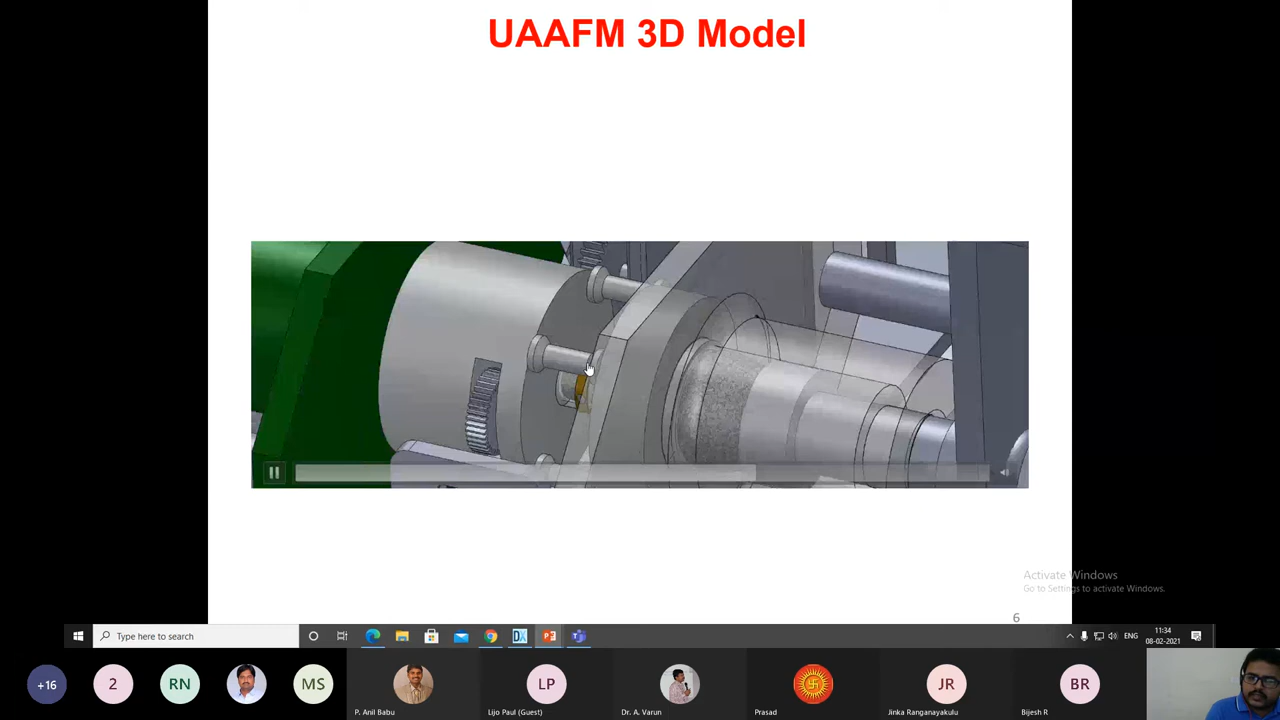 UAAFM 3D Model
Activate Windows
Go to Settings to activate Windows.
6
Type here to search
ENG
11:34
08-02-2021
+16
2
RN
MS
P. Anil Babu
LP
Lijo Paul (Guest)
Dr. A. Varun
Prasad
JR
Jinka Ranganayakulu
BR
Bijesh R